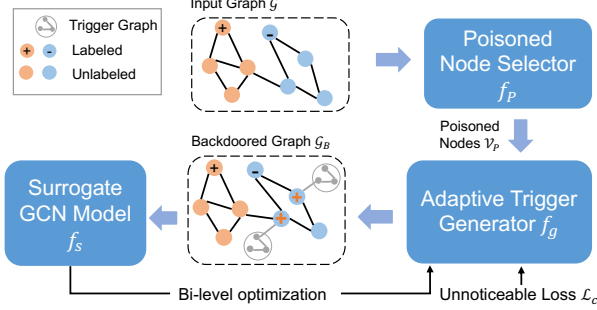 Input Graph 𝒢
Trigger Graph
+ - Labeled
Unlabeled
+
-
Poisoned
Node Selector
f_P
Poisoned
Nodes 𝒱_P
Backdoored Graph 𝒢_B
+
-
+
+
Surrogate
GCN Model
f_s
Adaptive Trigger
Generator f_g
Bi-level optimization
Unnoticeable Loss ℒ_c